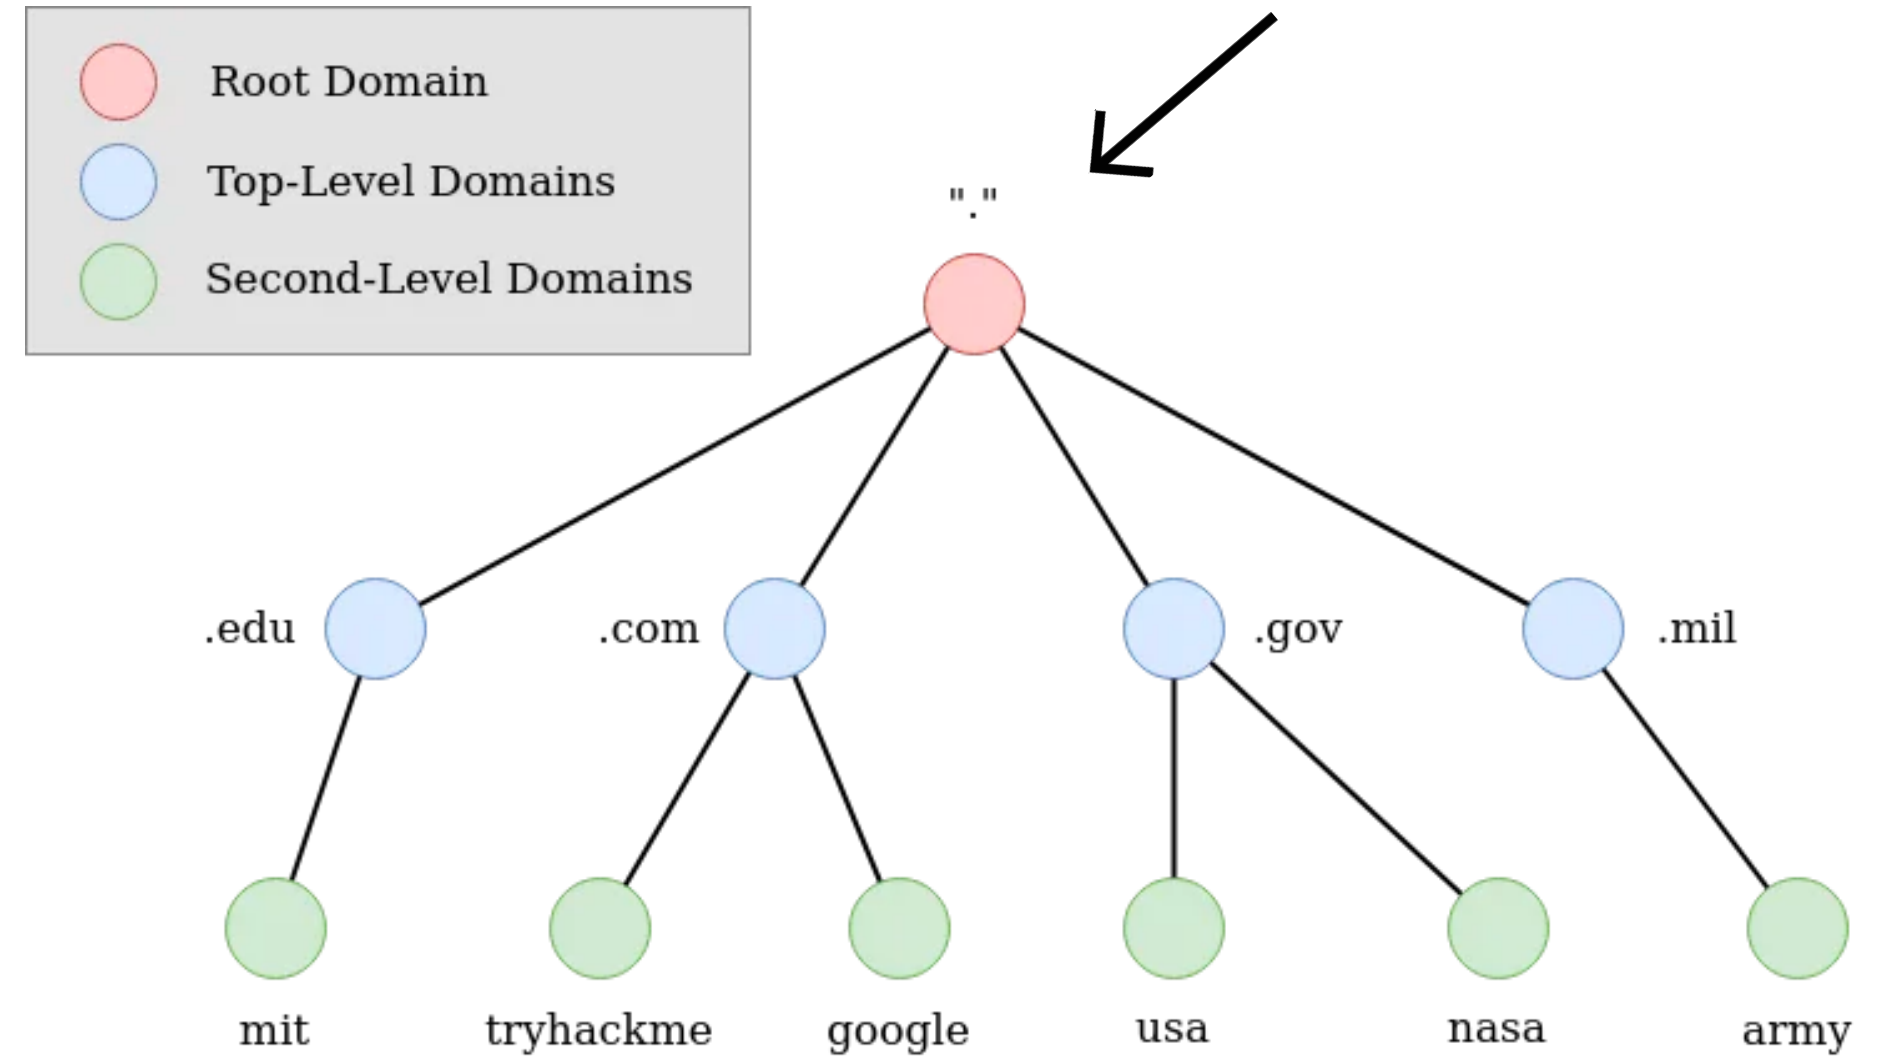 Root Domain
Top-Level Domains
Second-Level Domains
"."
.edu
.com
.gov
.mil
mit
tryhackme
google
usa
nasa
army